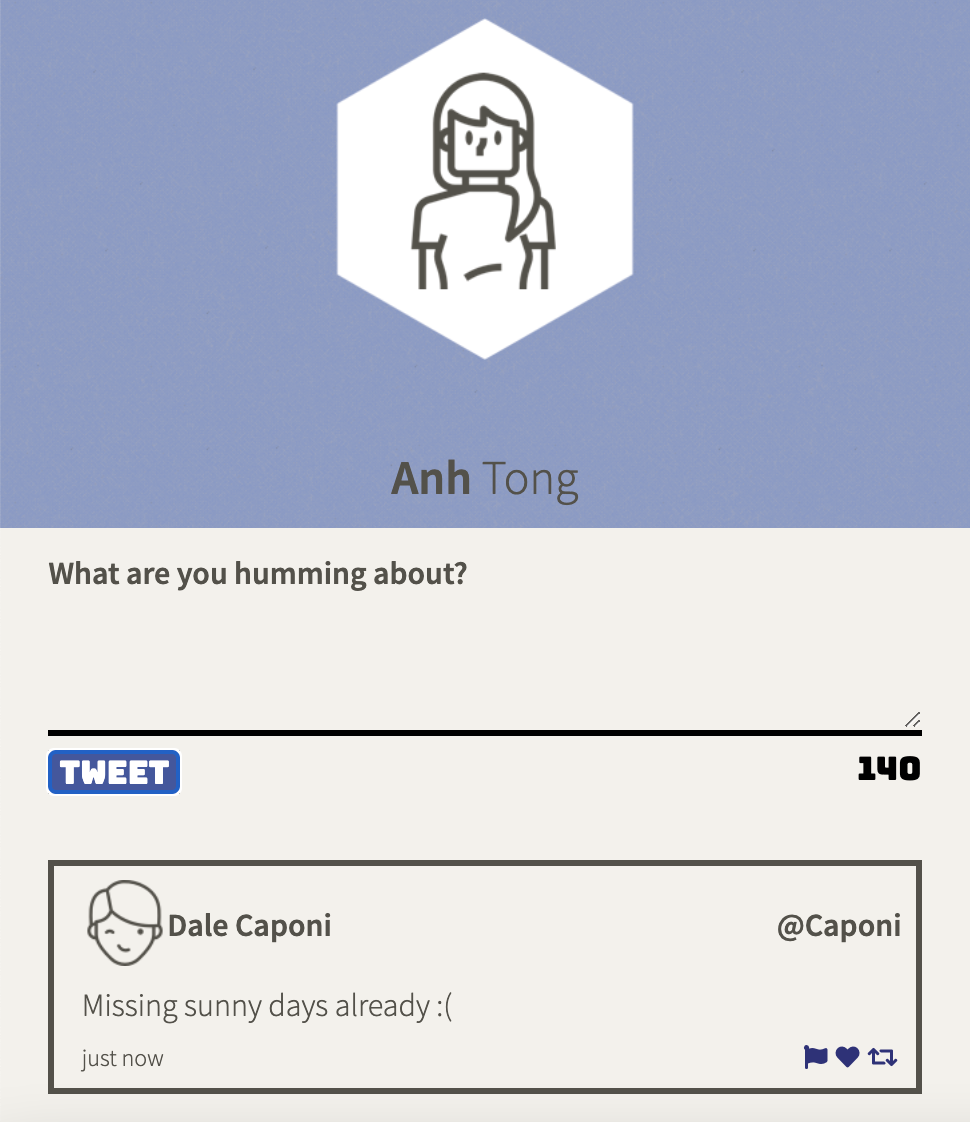 Anh Tong
What are you humming about?
TWEET 140
Dale Caponi @Caponi
Missing sunny days already :(
just now